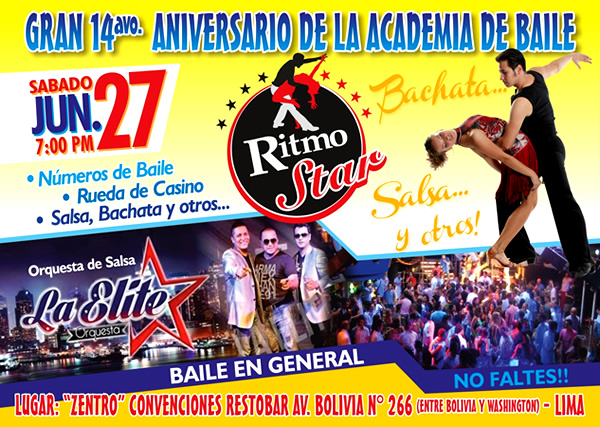 GRAN 14avo. ANIVERSARIO DE LA ACADEMIA DE BAILE
SABADO
JUN. 27
7:00 PM
• Números de Baile
• Rueda de Casino
• Salsa, Bachata y otros...
Ritmo
Star
Bachata...
Salsa...
y otros!
Orquesta de Salsa
La Elite
Orquesta
BAILE EN GENERAL
NO FALTES!!
LUGAR: "ZENTRO" CONVENCIONES RESTOBAR AV. BOLIVIA N° 266 (ENTRE BOLIVIA Y WASHINGTON) - LIMA